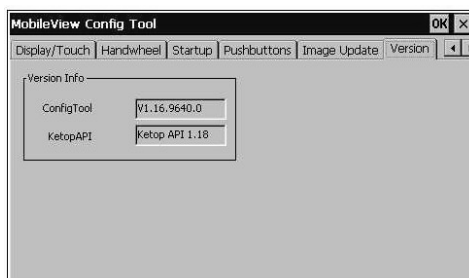 MobileView Config Tool OK ×
Display/Touch Handwheel Startup Pushbuttons Image Update Version
Version Info
ConfigTool V1.16.9640.0
KetopAPI Ketop API 1.18